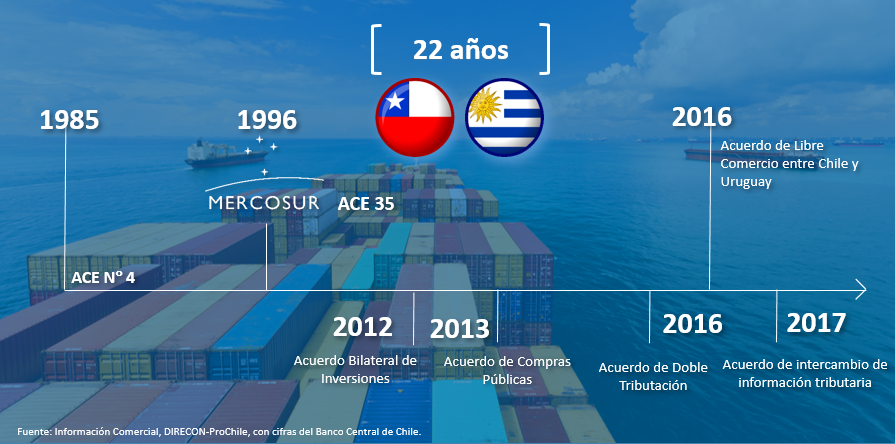 22 años
1985
1996
2016
Acuerdo de Libre
Comercio entre Chile y
Uruguay
MERCOSUR
ACE 35
ACE N° 4
2012
Acuerdo Bilateral de
Inversiones
2013
Acuerdo de Compras
Públicas
2016
Acuerdo de Doble
Tributación
2017
Acuerdo de intercambio de
información tributaria
Fuente: Información Comercial, DIRECON-ProChile, con cifras del Banco Central de Chile.